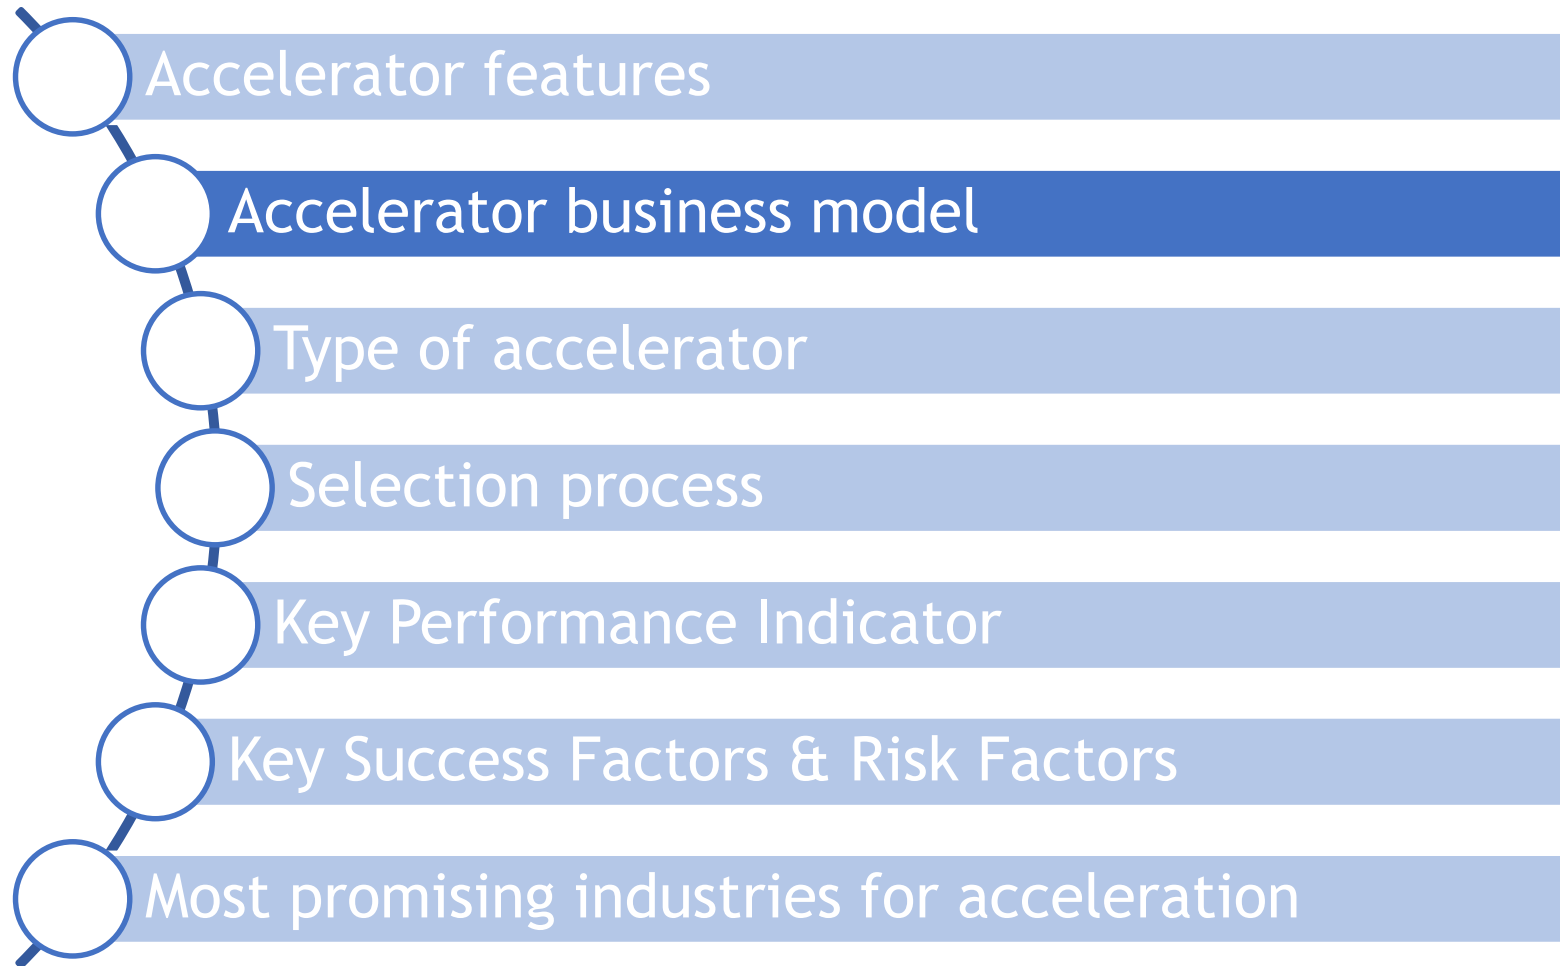 Accelerator features
Accelerator business model
Type of accelerator
Selection process
Key Performance Indicator
Key Success Factors & Risk Factors
Most promising industries for acceleration